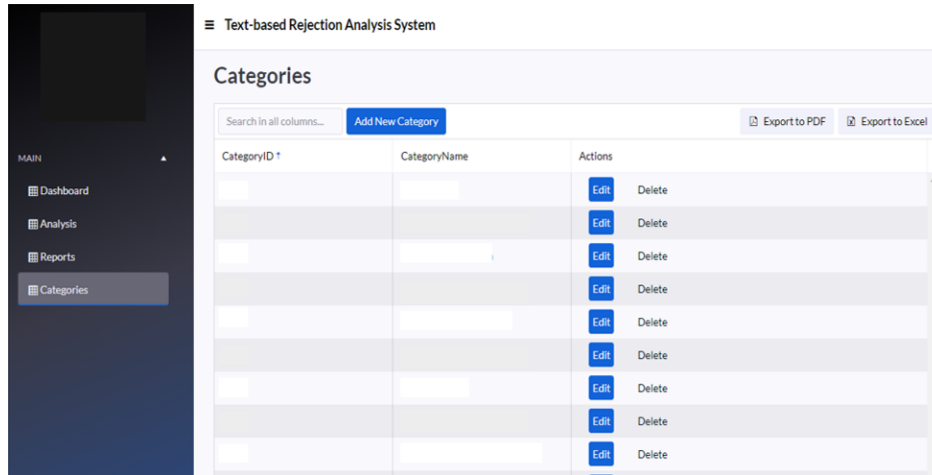 ☰ Text-based Rejection Analysis System
Categories
Search in all columns... Add New Category Export to PDF Export to Excel
MAIN ▲
Dashboard
Analysis
Reports
Categories
CategoryID ↑ CategoryName Actions
Edit Delete
Edit Delete
Edit Delete
Edit Delete
Edit Delete
Edit Delete
Edit Delete
Edit Delete
Edit Delete